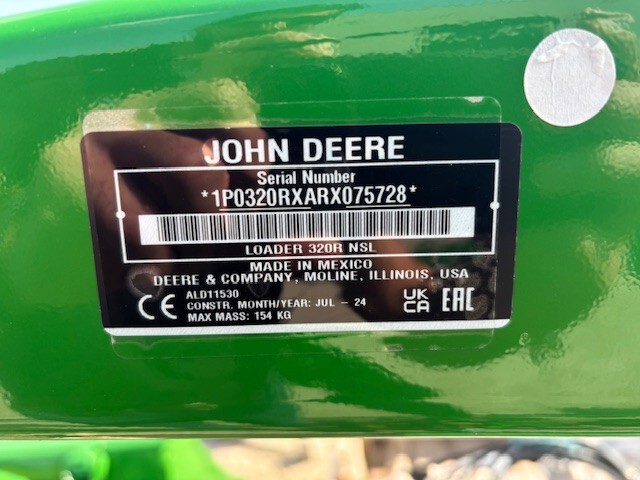 JOHN DEERE
Serial Number
*1P0320RXARX075728*
LOADER 320R NSL
MADE IN MEXICO
DEERE & COMPANY, MOLINE, ILLINOIS, USA
ALD11530
CONSTR. MONTH/YEAR: JUL - 24
MAX MASS: 154 KG
CE
UK
CA
EAC